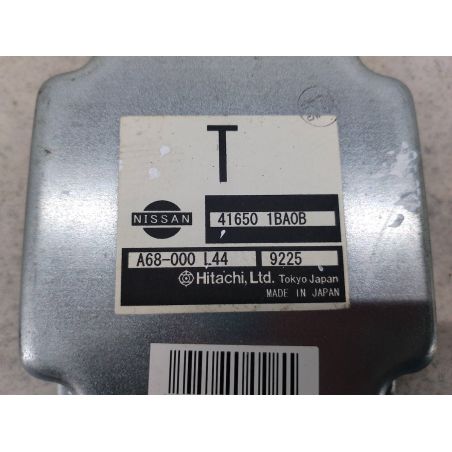 T
NISSAN
41650 1BA0B
A68-000 L44 9225
Hitachi, Ltd. Tokyo Japan
MADE IN JAPAN